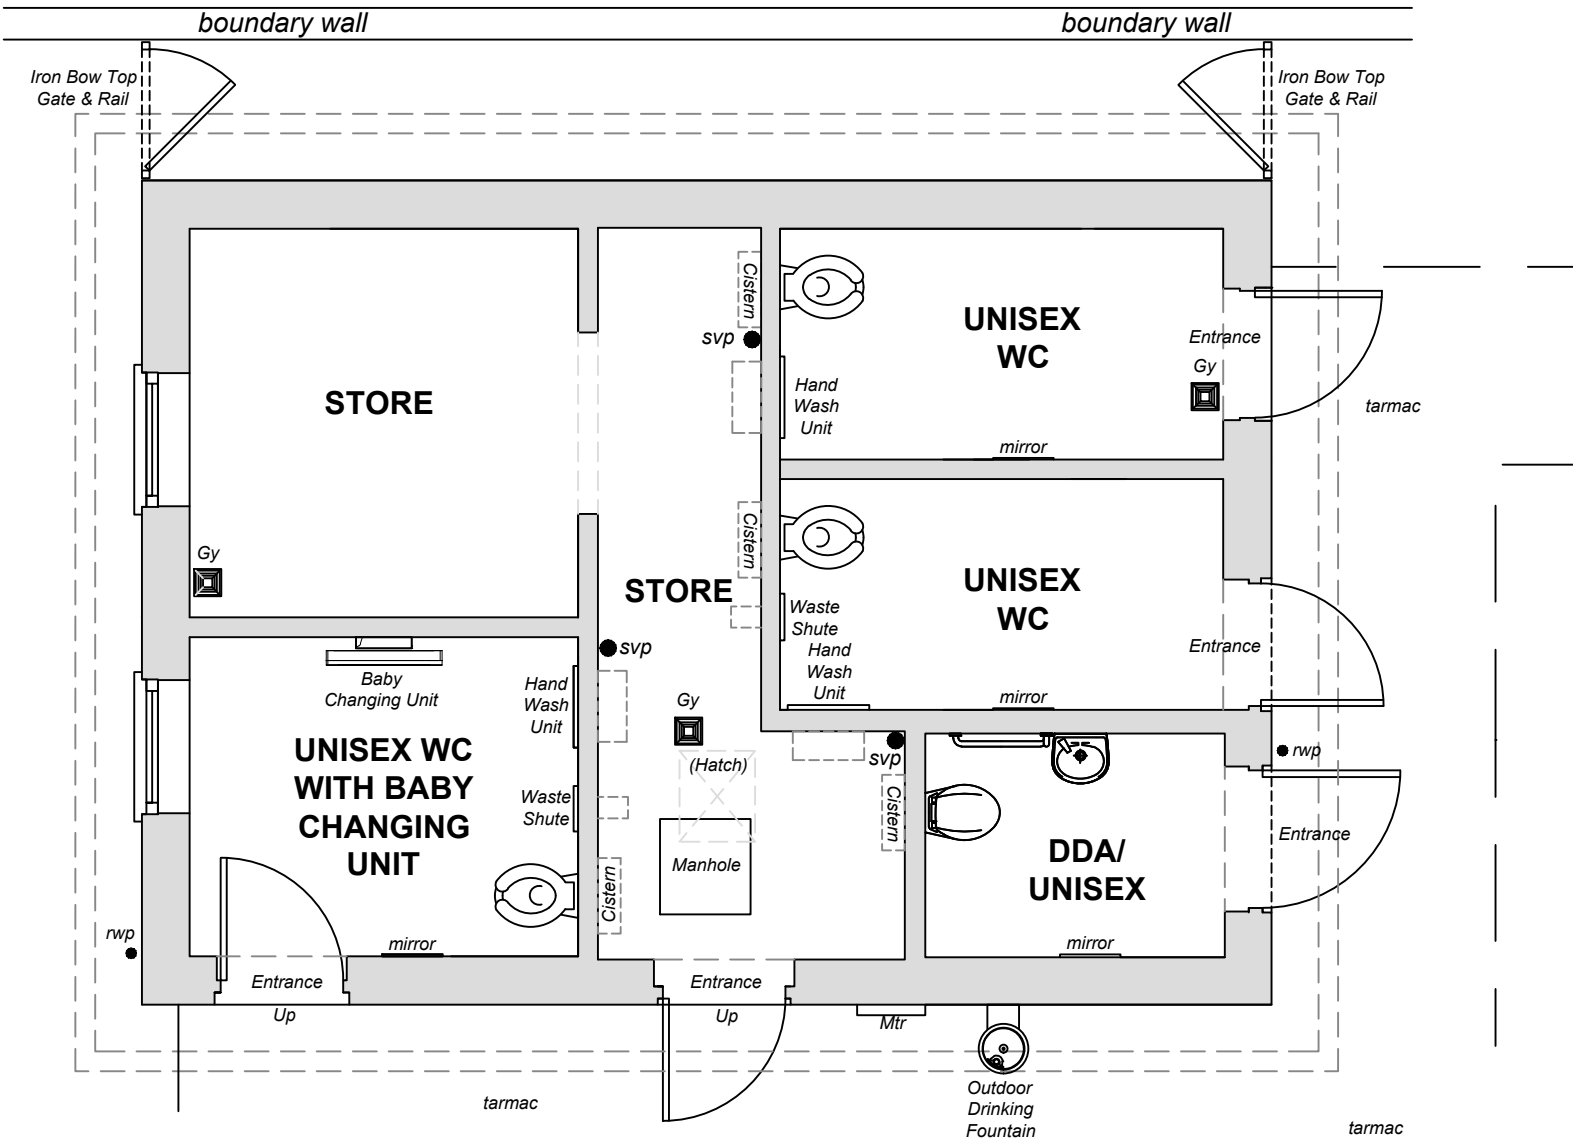 boundary wall
boundary wall
Iron Bow Top
Gate & Rail
Iron Bow Top
Gate & Rail
Cistern
svp
UNISEX
WC
Entrance
Gy
Hand
Wash
Unit
mirror
tarmac
STORE
Gy
Cistern
STORE
UNISEX
WC
Waste
Shute
Hand
Wash
Unit
Entrance
mirror
svp
Baby
Changing Unit
Hand
Wash
Unit
Gy
(Hatch)
svp
rwp
UNISEX WC
WITH BABY
CHANGING
UNIT
Waste
Shute
Cistern
Manhole
Cistern
DDA/
UNISEX
Entrance
mirror
rwp
mirror
Entrance
Up
Entrance
Up
Mtr
Outdoor
Drinking
Fountain
tarmac
tarmac